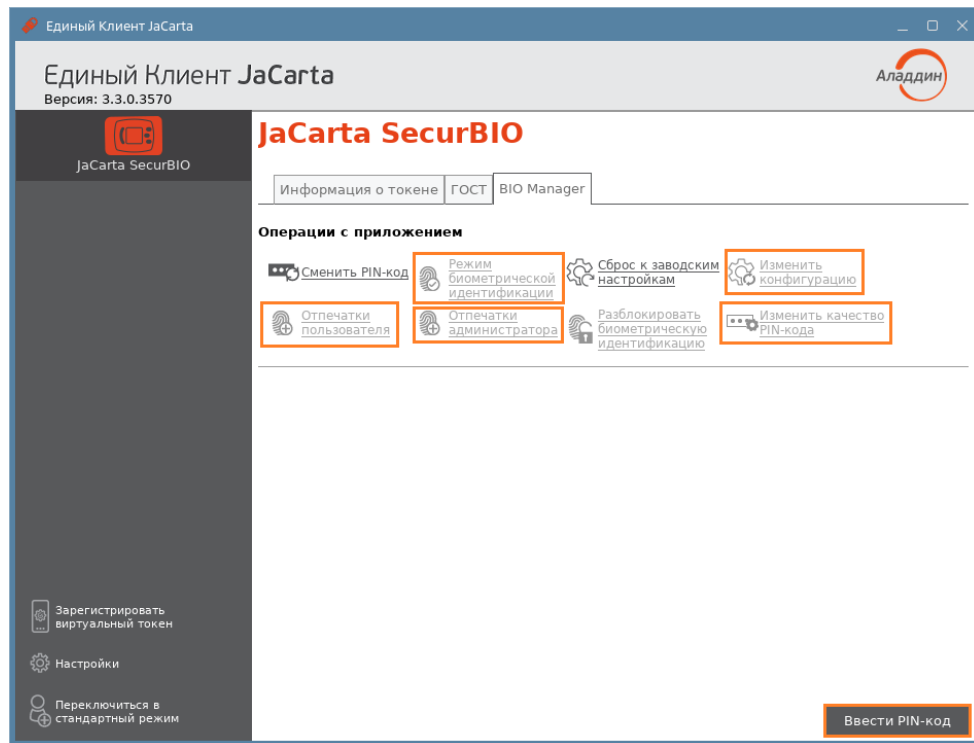 Единый Клиент JaCarta
Единый Клиент JaCarta
Версия: 3.3.0.3570
Аладдин
JaCarta SecurBIO
JaCarta SecurBIO
Информация о токене
ГОСТ
BIO Manager
Операции с приложением
Сменить PIN-код
Режим
биометрической
идентификации
Сброс к заводским
настройкам
Изменить
конфигурацию
Отпечатки
пользователя
Отпечатки
администратора
Разблокировать
биометрическую
идентификацию
Изменить качество
PIN-кода
Зарегистрировать
виртуальный токен
Настройки
Переключиться в
стандартный режим
Ввести PIN-код